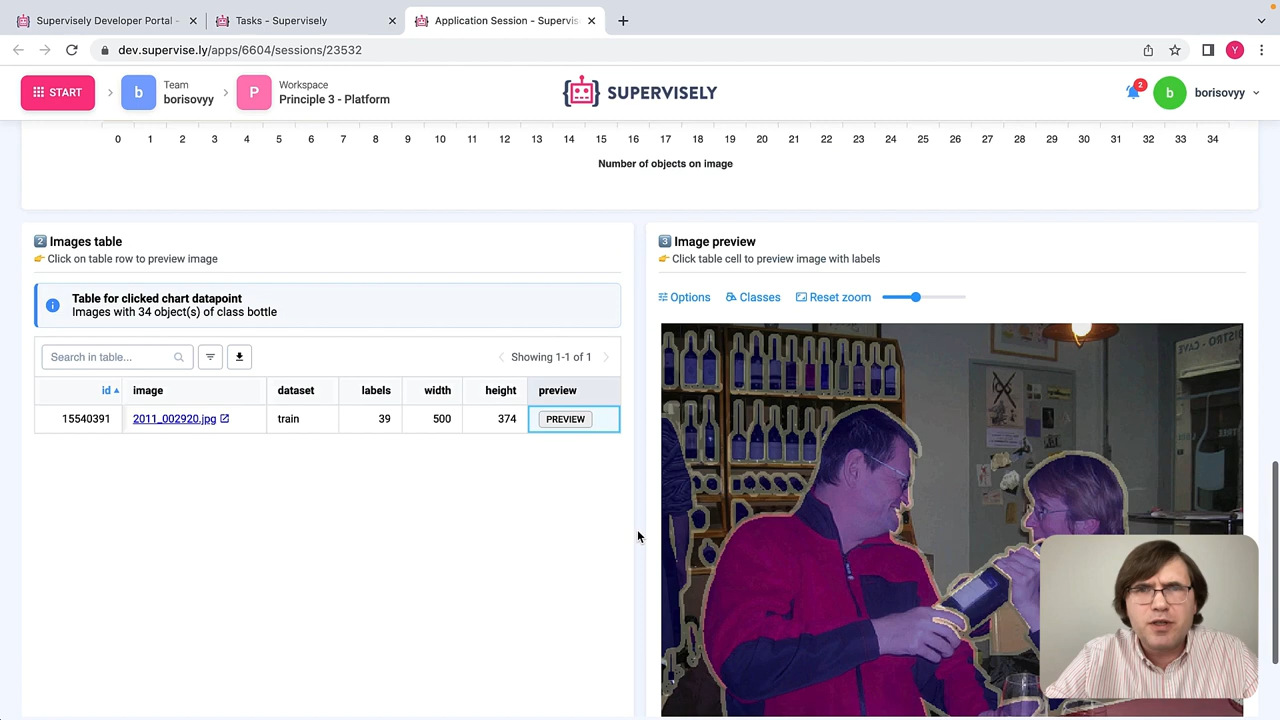 Supervisely Developer Portal -
Tasks - Supervisely
Application Session - Supervis
dev.supervise.ly/apps/6604/sessions/23532
Y
START
b
Team
borisovyy
P
Workspace
Principle 3 - Platform
SUPERVISELY
2
b
borisovyy
0 1 2 3 4 5 6 7 8 9 10 11 12 13 14 15 16 17 18 19 20 21 22 23 24 25 26 27 28 29 30 31 32 33 34
Number of objects on image
2 Images table
👉 Click on table row to preview image
Table for clicked chart datapoint
Images with 34 object(s) of class bottle
Search in table...
Showing 1-1 of 1
id image dataset labels width height preview
15540391 2011_002920.jpg train 39 500 374 PREVIEW
3 Image preview
👉 Click table cell to preview image with labels
Options Classes Reset zoom